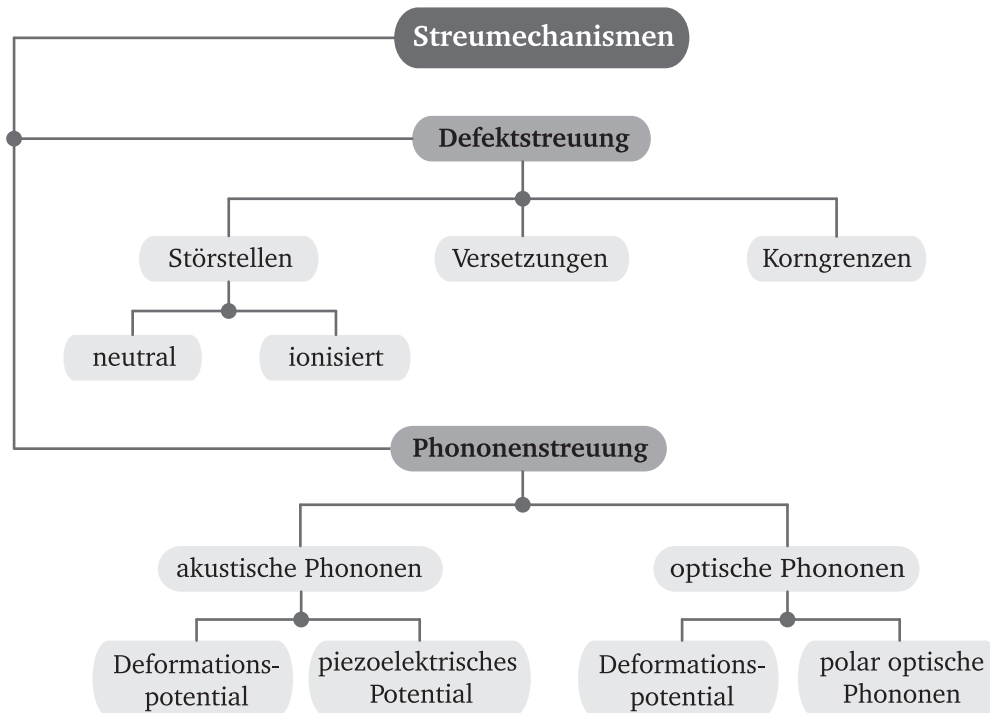 Streumechanismen
Defektstreuung
Störstellen
Versetzungen
Korngrenzen
neutral
ionisiert
Phononenstreuung
akustische Phononen
optische Phononen
Deformations-
potential
piezoelektrisches
Potential
Deformations-
potential
polar optische
Phononen